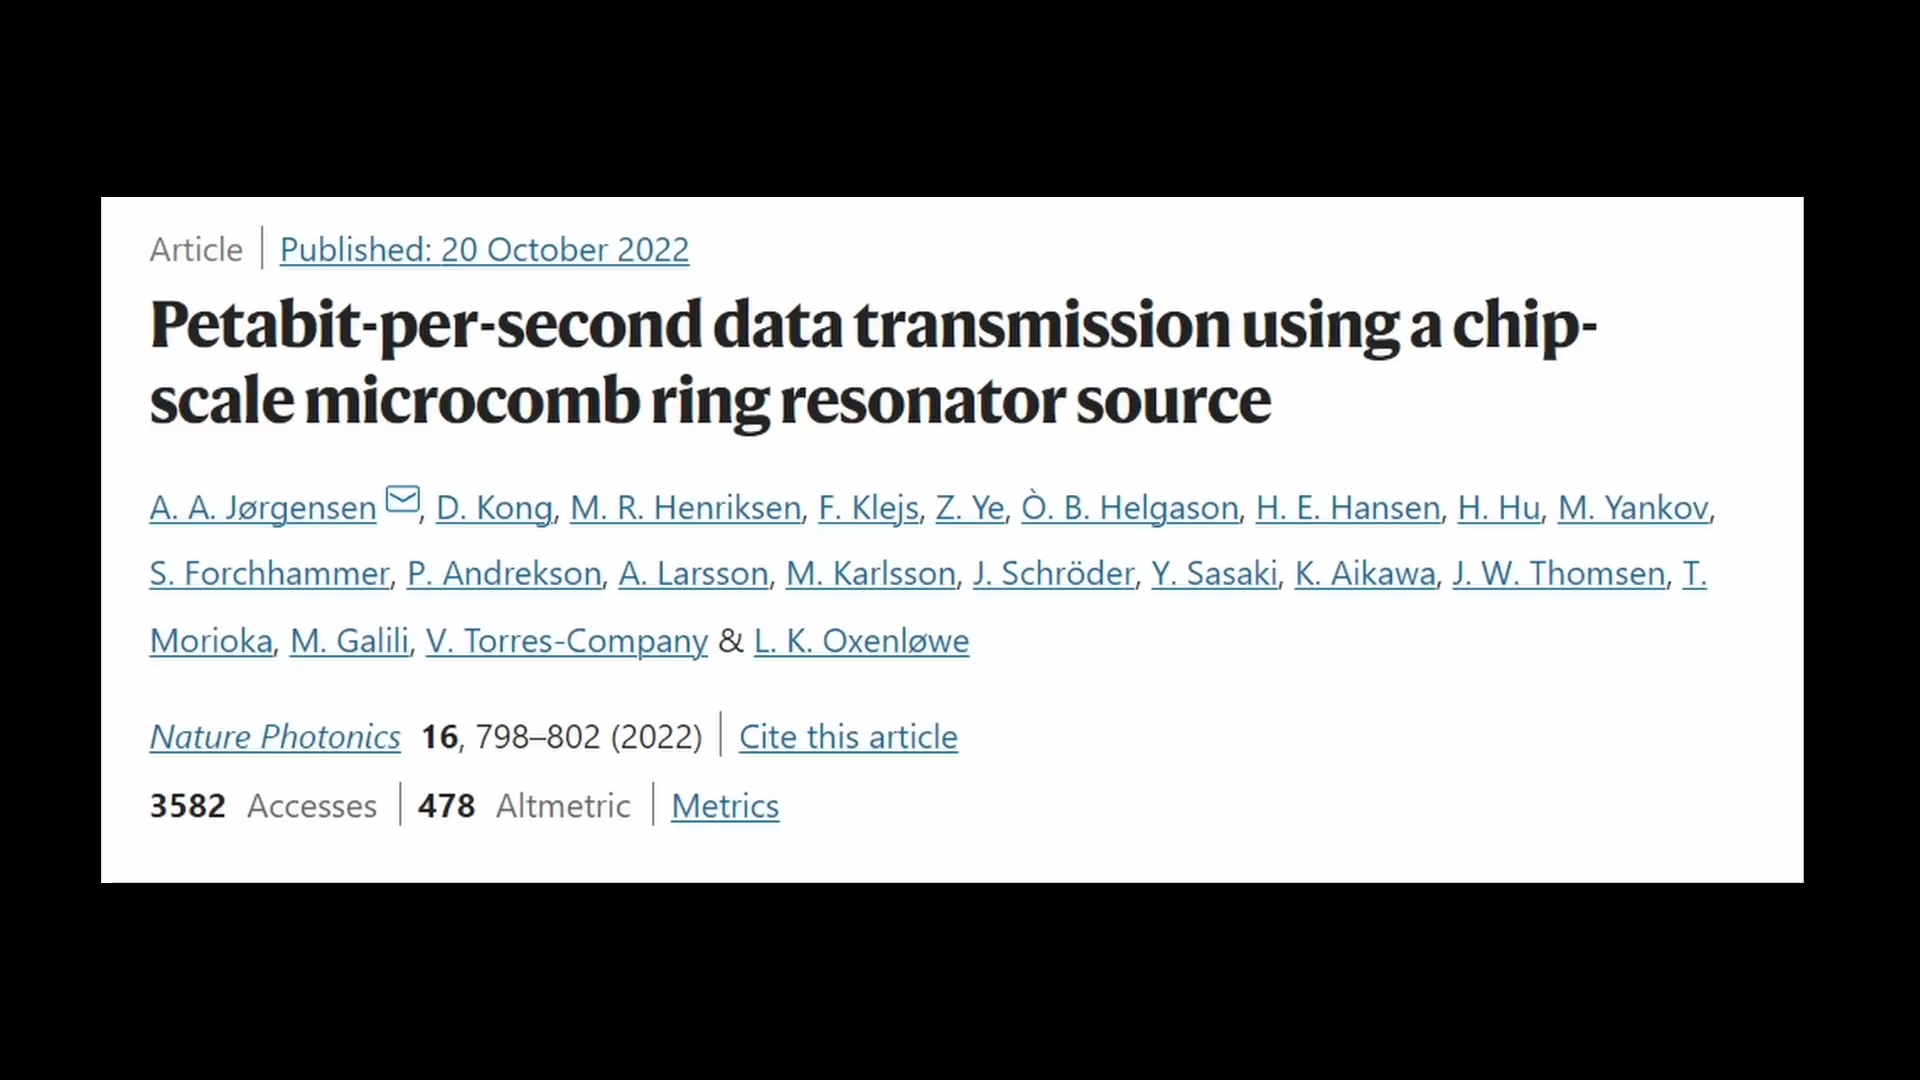 Article | Published: 20 October 2022
Petabit-per-second data transmission using a chip-
scale microcomb ring resonator source
A. A. Jørgensen, D. Kong, M. R. Henriksen, F. Klejs, Z. Ye, Ò. B. Helgason, H. E. Hansen, H. Hu, M. Yankov,
S. Forchhammer, P. Andrekson, A. Larsson, M. Karlsson, J. Schröder, Y. Sasaki, K. Aikawa, J. W. Thomsen, T.
Morioka, M. Galili, V. Torres-Company & L. K. Oxenløwe
Nature Photonics 16, 798–802 (2022) | Cite this article
3582 Accesses | 478 Altmetric | Metrics